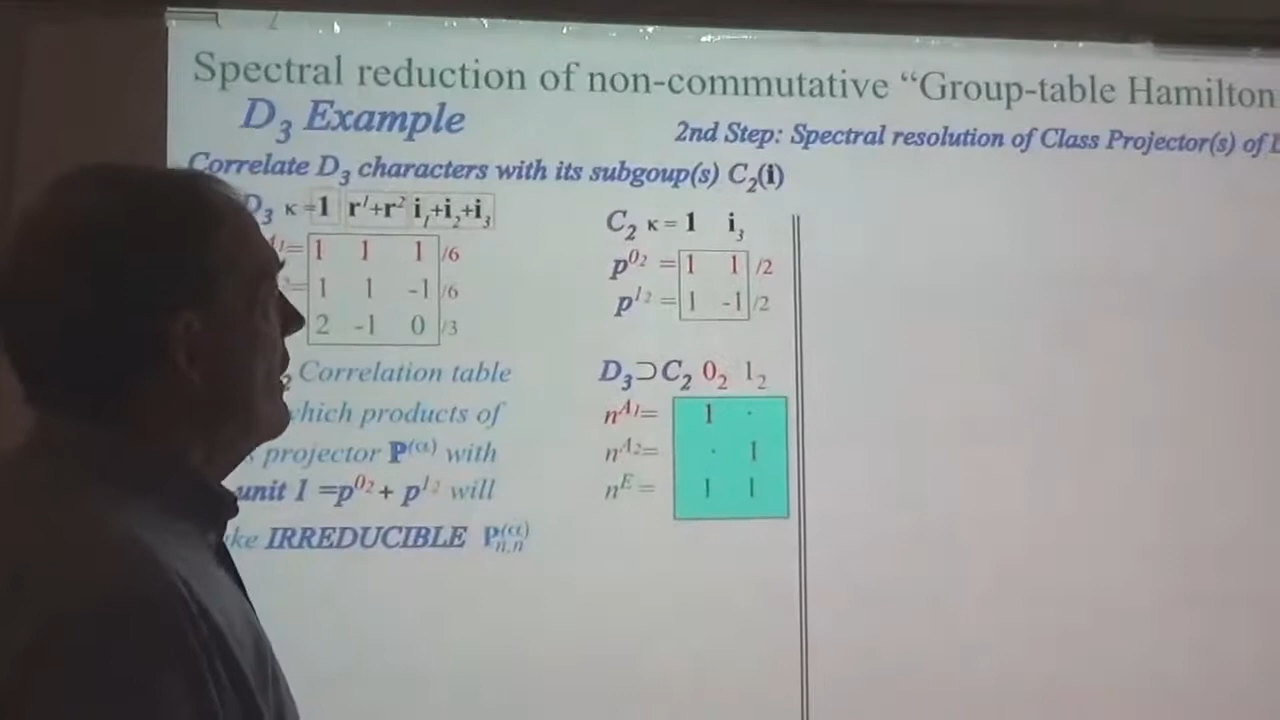 Spectral reduction of non-commutative “Group-table Hamilton
D₃ Example
2nd Step: Spectral resolution of Class Projector(s) of
Correlate D₃ characters with its subgoup(s) C₂(i)
D₃ κ=1 r¹+r² i₁+i₂+i₃
A₁= 1 1 1 /6
= 1 1 -1 /6
2 -1 0 /3
C₂ κ= 1 i₃
p⁰² = 1 1 /2
p¹² = 1 -1 /2
₂ Correlation table
which products of
projector P⁽ᵅ⁾ with
unit 1 =p⁰²+ p¹² will
IRREDUCIBLE P⁽ᵅ⁾ₙ,ₙ
D₃⊃C₂ 0₂ 1₂
nᴬ¹= 1 ·
nᴬ²= · 1
nᴱ= 1 1